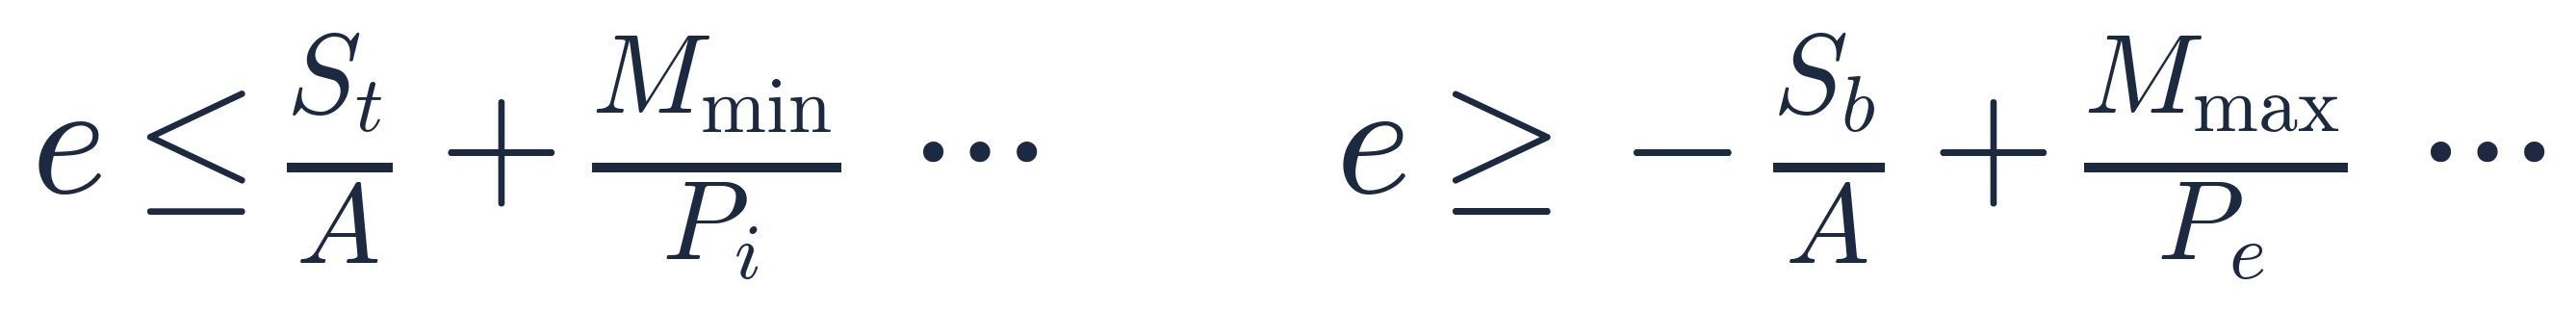 e ≤ S_t/A + M_min/P_i ··· e ≥ − S_b/A + M_max/P_e ···